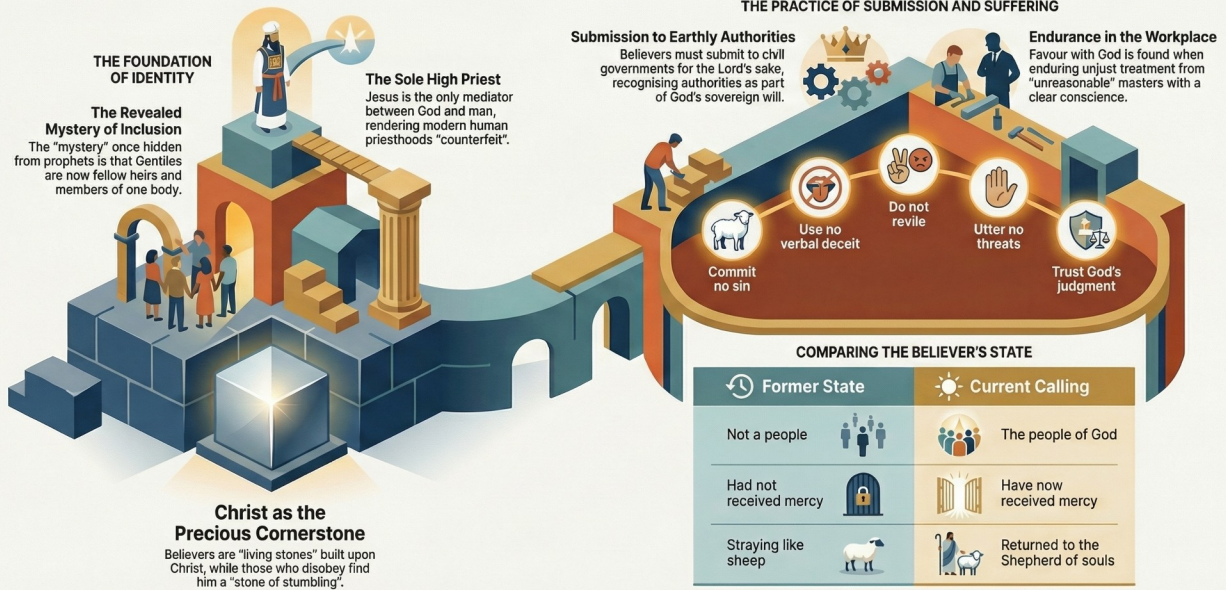 THE FOUNDATION
OF IDENTITY
The Revealed
Mystery of Inclusion
The "mystery" once hidden
from prophets is that Gentiles
are now fellow heirs and
members of one body.
The Sole High Priest
Jesus is the only mediator
between God and man,
rendering modern human
priesthoods "counterfeit".
Christ as the
Precious Cornerstone
Believers are "living stones" built upon
Christ, while those who disobey find
him a "stone of stumbling".
THE PRACTICE OF SUBMISSION AND SUFFERING
Submission to Earthly Authorities
Believers must submit to civil
governments for the Lord's sake,
recognising authorities as part
of God's sovereign will.
Endurance in the Workplace
Favour with God is found when
enduring unjust treatment from
"unreasonable" masters with a
clear conscience.
Commit
no sin
Use no
verbal deceit
Do not
revile
Utter no
threats
Trust God's
judgment
COMPARING THE BELIEVER'S STATE
Former State
Current Calling
Not a people
The people of God
Had not
received mercy
Have now
received mercy
Straying like
sheep
Returned to the
Shepherd of souls